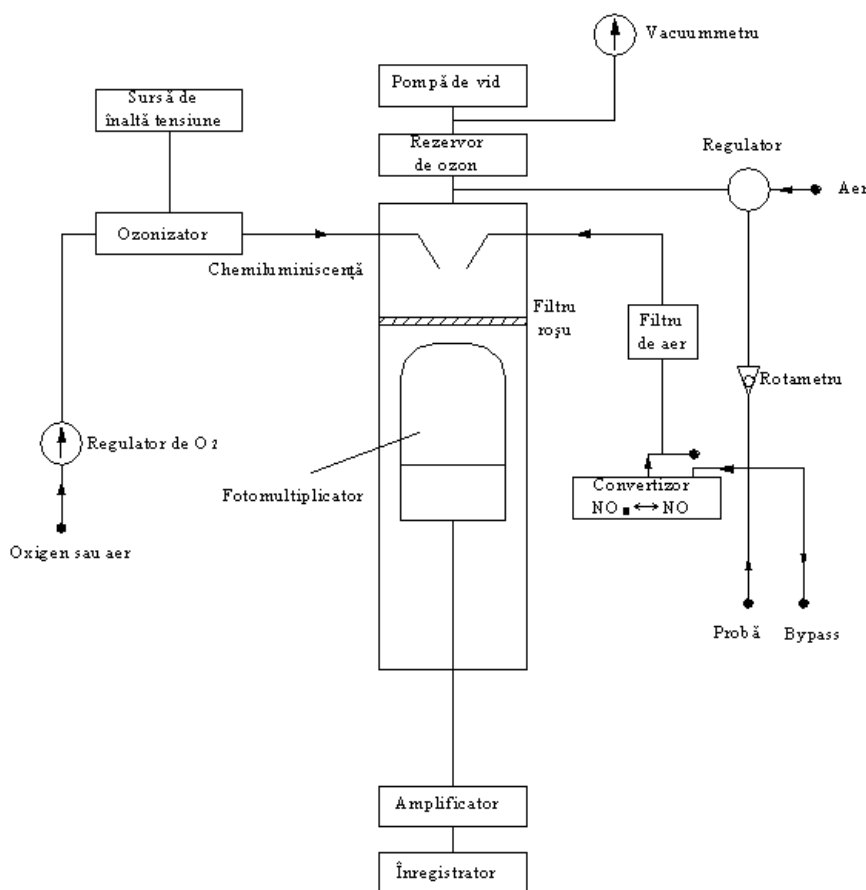 Vacuummetru
Pompă de vid
Sursă de
înaltă tensiune
Rezervor
de ozon
Regulator
Aer
Ozonizator
Chemiluminiscență
Filtru
roşu
Filtru
de aer
Rotametru
Regulator de O2
Fotomultiplicator
Convertizor
NO ↔ NO
Oxigen sau aer
Probă
Bypass
Amplificator
Înregistrator